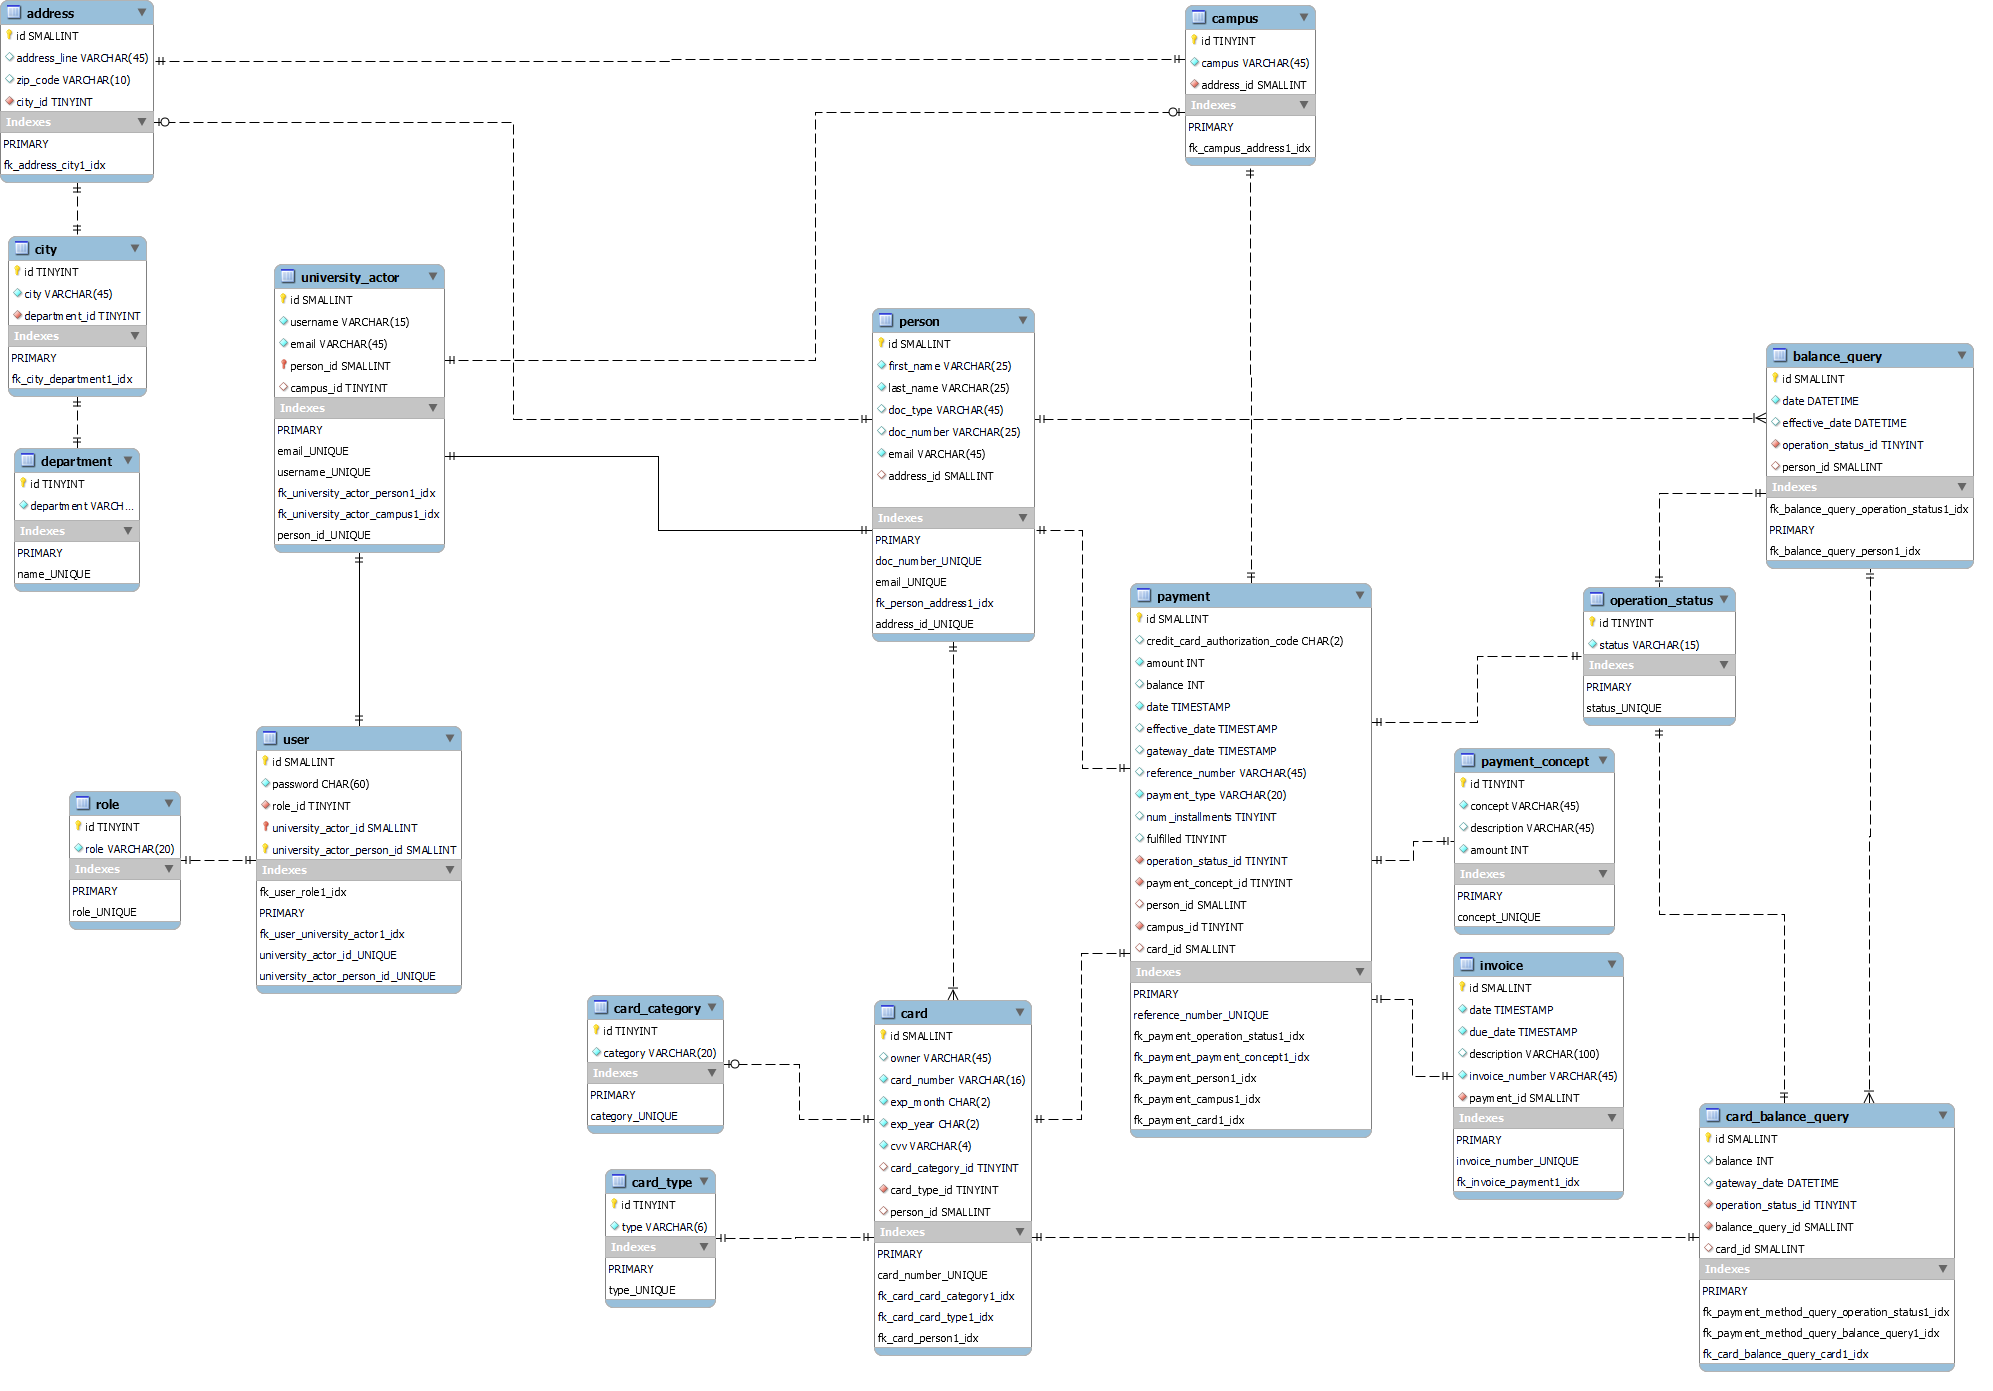 address
id SMALLINT
address_line VARCHAR(45)
zip_code VARCHAR(10)
city_id TINYINT
Indexes
PRIMARY
fk_address_city1_idx
campus
id TINYINT
campus VARCHAR(45)
address_id SMALLINT
Indexes
PRIMARY
fk_campus_address1_idx
city
id TINYINT
city VARCHAR(45)
department_id TINYINT
Indexes
PRIMARY
fk_city_department1_idx
department
id TINYINT
department VARCH...
Indexes
PRIMARY
name_UNIQUE
university_actor
id SMALLINT
username VARCHAR(15)
email VARCHAR(45)
person_id SMALLINT
campus_id TINYINT
Indexes
PRIMARY
email_UNIQUE
username_UNIQUE
fk_university_actor_person1_idx
fk_university_actor_campus1_idx
person_id_UNIQUE
person
id SMALLINT
first_name VARCHAR(25)
last_name VARCHAR(25)
doc_type VARCHAR(45)
doc_number VARCHAR(25)
email VARCHAR(45)
address_id SMALLINT
Indexes
PRIMARY
doc_number_UNIQUE
email_UNIQUE
fk_person_address1_idx
address_id_UNIQUE
balance_query
id SMALLINT
date DATETIME
effective_date DATETIME
operation_status_id TINYINT
person_id SMALLINT
Indexes
fk_balance_query_operation_status1_idx
PRIMARY
fk_balance_query_person1_idx
payment
id SMALLINT
credit_card_authorization_code CHAR(2)
amount INT
balance INT
date TIMESTAMP
effective_date TIMESTAMP
gateway_date TIMESTAMP
reference_number VARCHAR(45)
payment_type VARCHAR(20)
num_installments TINYINT
fulfilled TINYINT
operation_status_id TINYINT
payment_concept_id TINYINT
person_id SMALLINT
campus_id TINYINT
card_id SMALLINT
Indexes
PRIMARY
reference_number_UNIQUE
fk_payment_operation_status1_idx
fk_payment_payment_concept1_idx
fk_payment_person1_idx
fk_payment_campus1_idx
fk_payment_card1_idx
operation_status
id TINYINT
status VARCHAR(15)
Indexes
PRIMARY
status_UNIQUE
user
id SMALLINT
password CHAR(60)
role_id TINYINT
university_actor_id SMALLINT
university_actor_person_id SMALLINT
Indexes
fk_user_role1_idx
PRIMARY
fk_user_university_actor1_idx
university_actor_id_UNIQUE
university_actor_person_id_UNIQUE
role
id TINYINT
role VARCHAR(20)
Indexes
PRIMARY
role_UNIQUE
payment_concept
id TINYINT
concept VARCHAR(45)
description VARCHAR(45)
amount INT
Indexes
PRIMARY
concept_UNIQUE
invoice
id SMALLINT
date TIMESTAMP
due_date TIMESTAMP
description VARCHAR(100)
invoice_number VARCHAR(45)
payment_id SMALLINT
Indexes
PRIMARY
invoice_number_UNIQUE
fk_invoice_payment1_idx
card_category
id TINYINT
category VARCHAR(20)
Indexes
PRIMARY
category_UNIQUE
card
id SMALLINT
owner VARCHAR(45)
card_number VARCHAR(16)
exp_month CHAR(2)
exp_year CHAR(2)
cvv VARCHAR(4)
card_category_id TINYINT
card_type_id TINYINT
person_id SMALLINT
Indexes
PRIMARY
card_number_UNIQUE
fk_card_card_category1_idx
fk_card_card_type1_idx
fk_card_person1_idx
card_type
id TINYINT
type VARCHAR(6)
Indexes
PRIMARY
type_UNIQUE
card_balance_query
id SMALLINT
balance INT
gateway_date DATETIME
operation_status_id TINYINT
balance_query_id SMALLINT
card_id SMALLINT
Indexes
PRIMARY
fk_payment_method_query_operation_status1_idx
fk_payment_method_query_balance_query1_idx
fk_card_balance_query_card1_idx